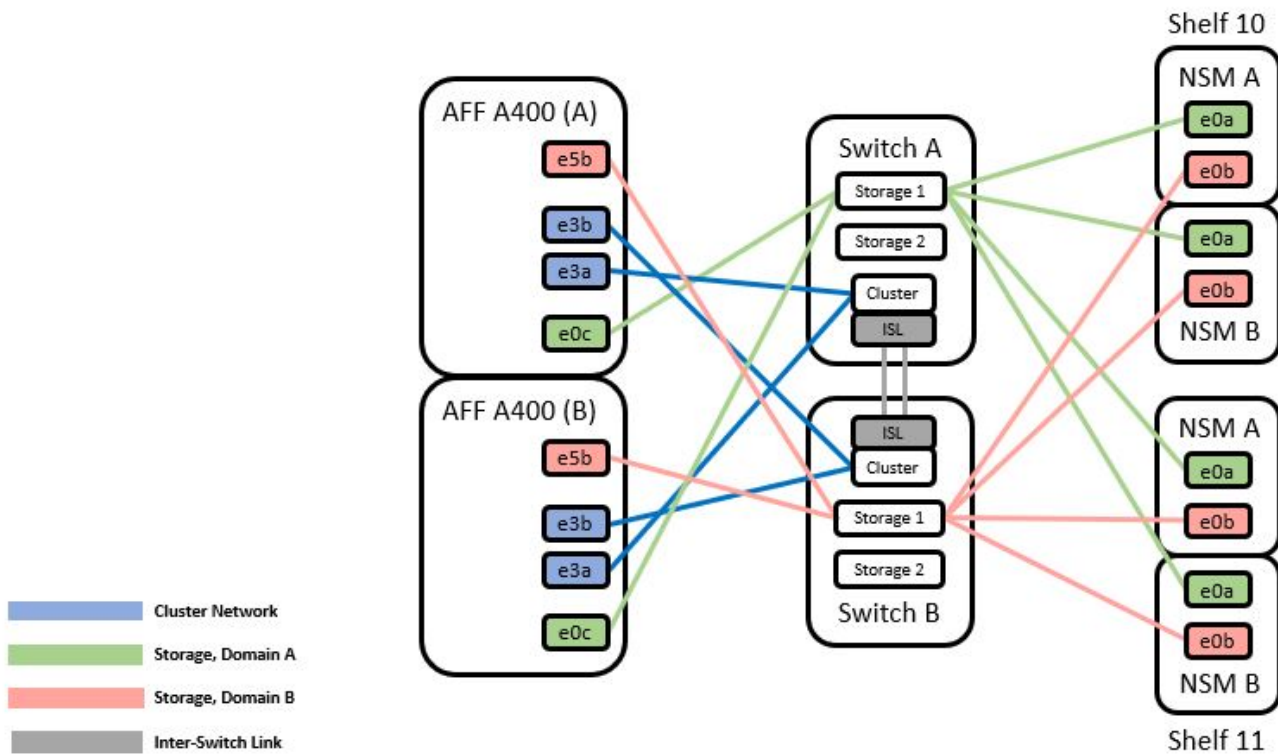 Shelf 10
AFF A400 (A)
e5b
e3b
e3a
e0c
AFF A400 (B)
e5b
e3b
e3a
e0c
Switch A
Storage 1
Storage 2
Cluster
ISL
ISL
Cluster
Storage 1
Storage 2
Switch B
NSM A
e0a
e0b
e0a
e0b
NSM B
NSM A
e0a
e0b
e0a
e0b
NSM B
Shelf 11
Cluster Network
Storage, Domain A
Storage, Domain B
Inter-Switch Link